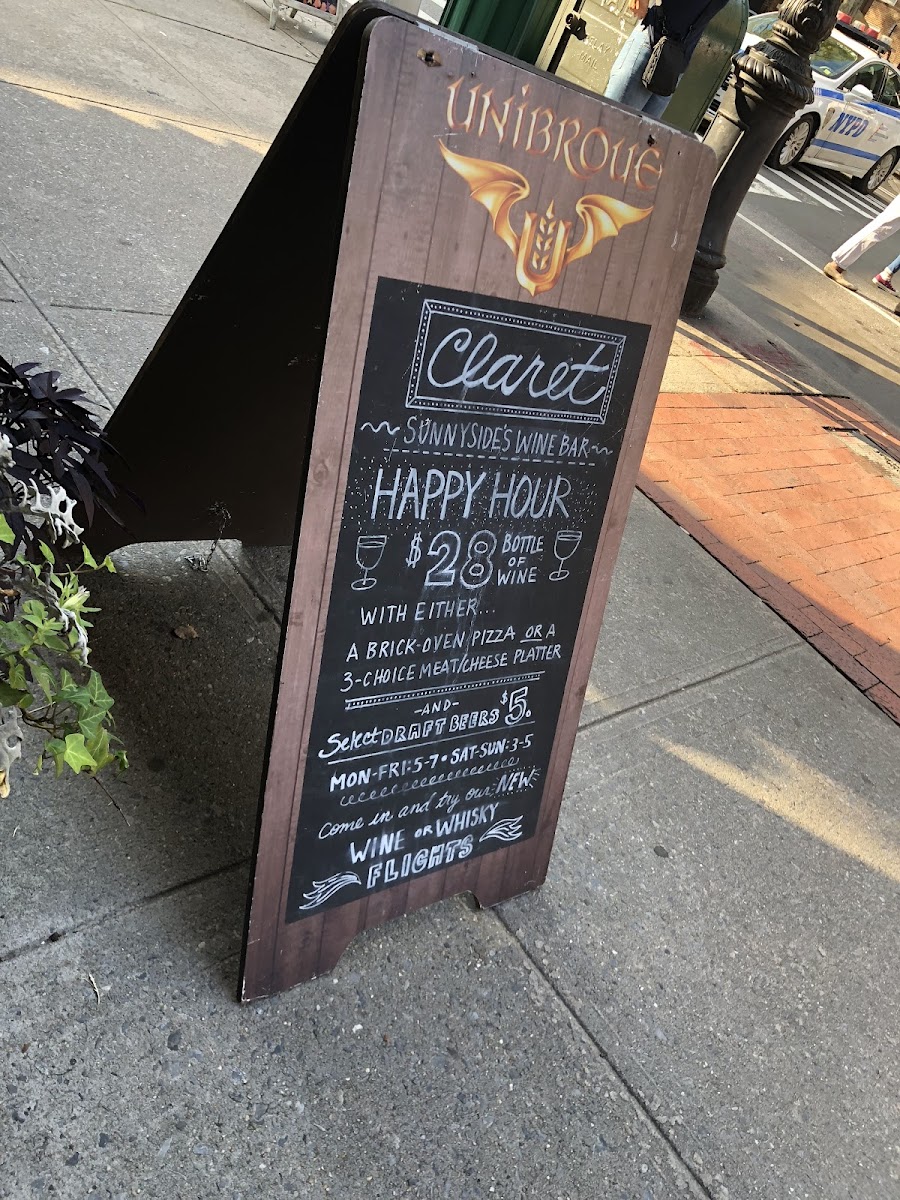 UNIBROUE
U
Claret
SUNNYSIDE'S WINE BAR
HAPPY HOUR
$28 BOTTLE OF WINE
WITH EITHER...
A BRICK-OVEN PIZZA OR A
3-CHOICE MEAT/CHEESE PLATTER
-AND-
Select DRAFT BEERS $5.
MON-FRI: 5-7 • SAT-SUN: 3-5
come in and try our NEW
WINE OR WHISKY
FLIGHTS
NYPD
MAIL